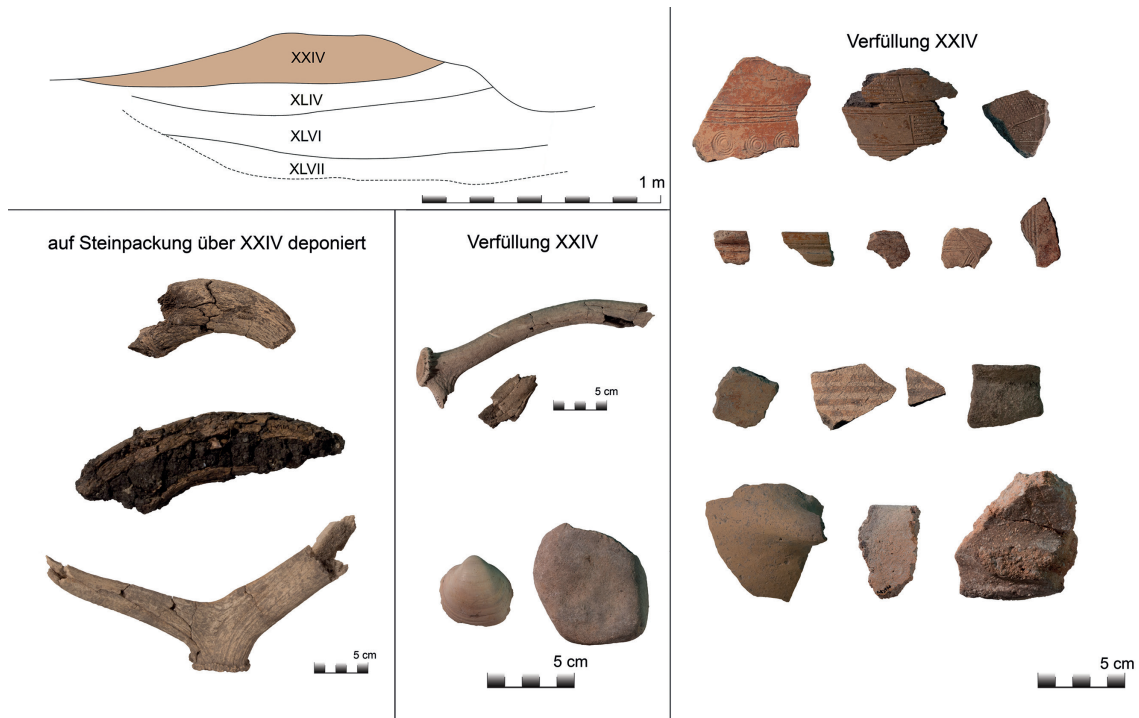 XXIV
XLIV
XLVI
XLVII
1 m
auf Steinpackung über XXIV deponiert
5 cm
Verfüllung XXIV
5 cm
5 cm
Verfüllung XXIV
5 cm